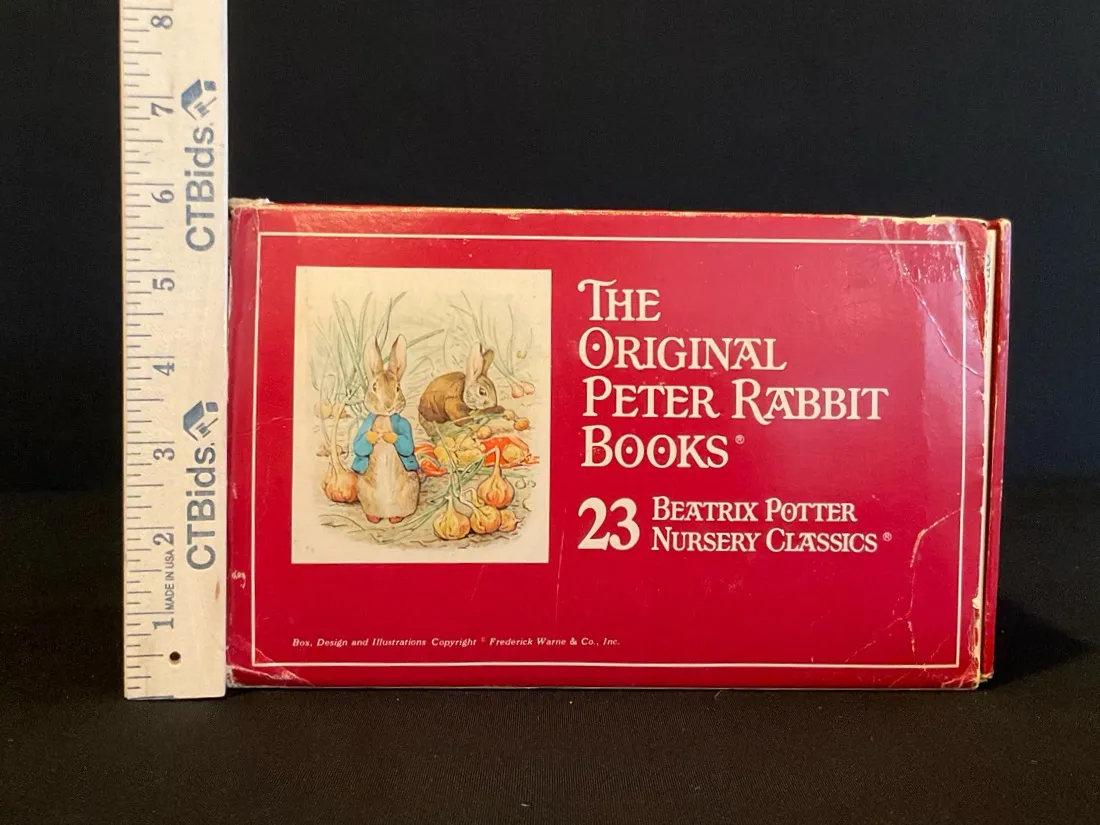 8
7
6
5
4
3
2
1
MADE IN USA
CTBids.
CTBids.
THE
ORIGINAL
PETER RABBIT
BOOKS®
23 BEATRIX POTTER
NURSERY CLASSICS®
Box, Design and Illustrations Copyright © Frederick Warne & Co., Inc.